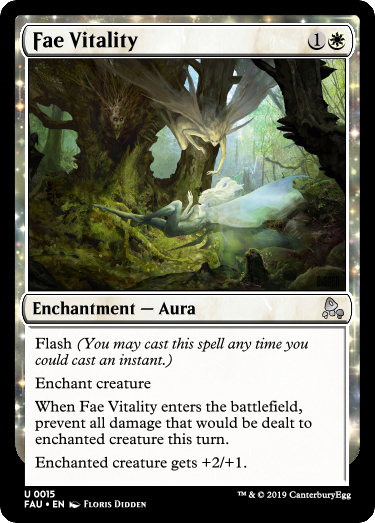 Fae Vitality 1
Enchantment — Aura
Flash (You may cast this spell any time you
could cast an instant.)
Enchant creature
When Fae Vitality enters the battlefield,
prevent all damage that would be dealt to
enchanted creature this turn.
Enchanted creature gets +2/+1.
U 0015
FAU • EN Floris Didden
™ & © 2019 CanterburyEgg